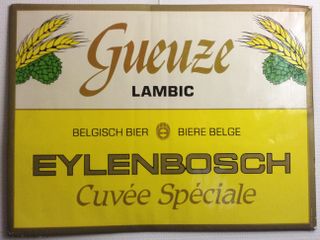 Gueuze
LAMBIC
BELGISCH BIER BIERE BELGE
EYLENBOSCH
Cuvée Spéciale